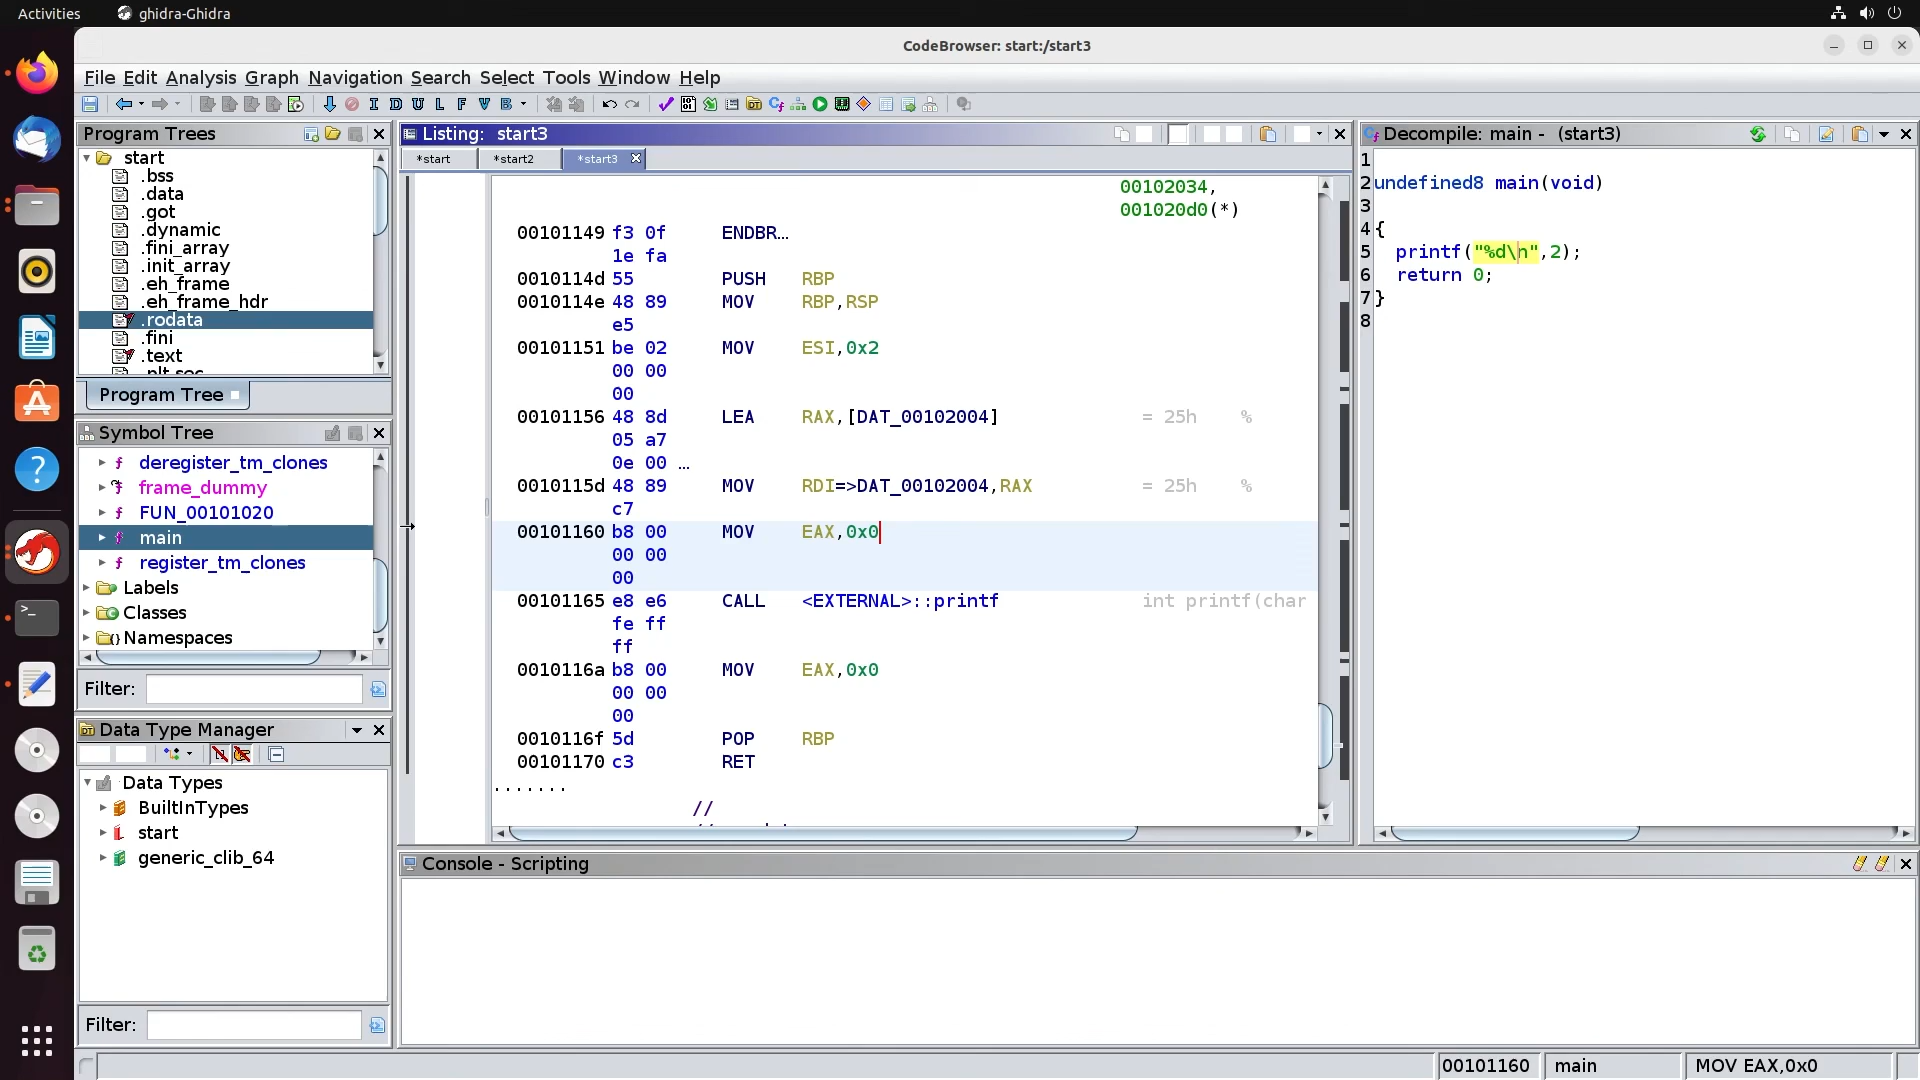 Activities ghidra-Ghidra
CodeBrowser: start:/start3
File Edit Analysis Graph Navigation Search Select Tools Window Help
I D U L F V B
Program Trees
start
.bss
.data
.got
.dynamic
.fini_array
.init_array
.eh_frame
.eh_frame_hdr
.rodata
.fini
.text
.plt.sec
Program Tree
Symbol Tree
deregister_tm_clones
frame_dummy
FUN_00101020
main
register_tm_clones
Labels
Classes
Namespaces
Filter:
Data Type Manager
Data Types
BuiltInTypes
start
generic_clib_64
Filter:
Listing: start3
*start *start2 *start3
00102034,
001020d0(*)
00101149 f3 0f ENDBR…
1e fa
0010114d 55 PUSH RBP
0010114e 48 89 MOV RBP,RSP
e5
00101151 be 02 MOV ESI,0x2
00 00
00
00101156 48 8d LEA RAX,[DAT_00102004] = 25h %
05 a7
0e 00 …
0010115d 48 89 MOV RDI=>DAT_00102004,RAX = 25h %
c7
00101160 b8 00 MOV EAX,0x0
00 00
00
00101165 e8 e6 CALL <EXTERNAL>::printf int printf(char
fe ff
ff
0010116a b8 00 MOV EAX,0x0
00 00
00
0010116f 5d POP RBP
00101170 c3 RET
.......
//
Decompile: main - (start3)
1
2 undefined8 main(void)
3
4 {
5 printf("%d\n",2);
6 return 0;
7 }
8
Console - Scripting
00101160 main MOV EAX,0x0